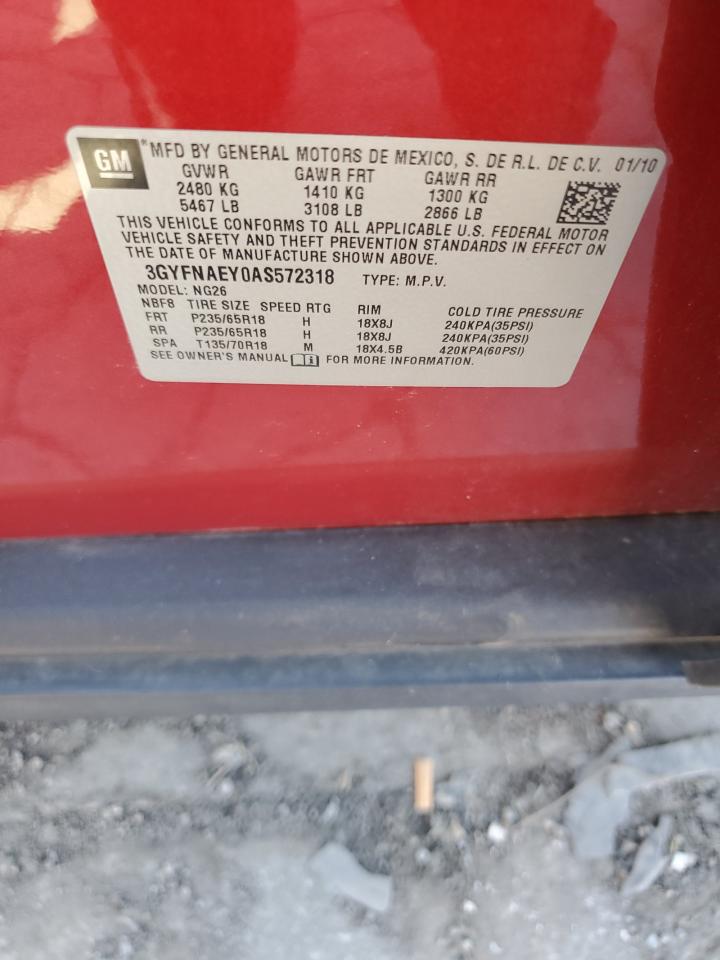 GM *MFD BY GENERAL MOTORS DE MEXICO, S. DE R.L. DE C.V. 01/10
GVWR GAWR FRT GAWR RR
2480 KG 1410 KG 1300 KG
5467 LB 3108 LB 2866 LB
THIS VEHICLE CONFORMS TO ALL APPLICABLE U.S. FEDERAL MOTOR
VEHICLE SAFETY AND THEFT PREVENTION STANDARDS IN EFFECT ON
THE DATE OF MANUFACTURE SHOWN ABOVE.
3GYFNAEY0AS572318 TYPE: M.P.V.
MODEL: NG26
NBF8 TIRE SIZE SPEED RTG RIM COLD TIRE PRESSURE
FRT P235/65R18 H 18X8J 240KPA(35PSI)
RR P235/65R18 H 18X8J 240KPA(35PSI)
SPA T135/70R18 M 18X4.5B 420KPA(60PSI)
SEE OWNER'S MANUAL FOR MORE INFORMATION.